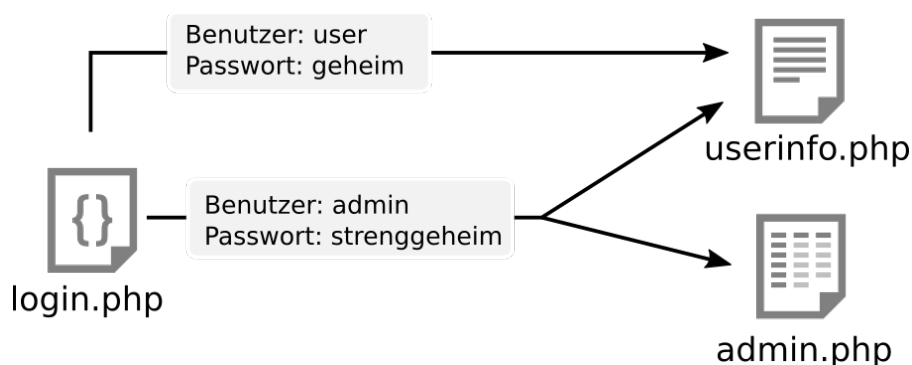 Benutzer: user
Passwort: geheim
userinfo.php
Benutzer: admin
Passwort: strenggeheim
{}
login.php
admin.php